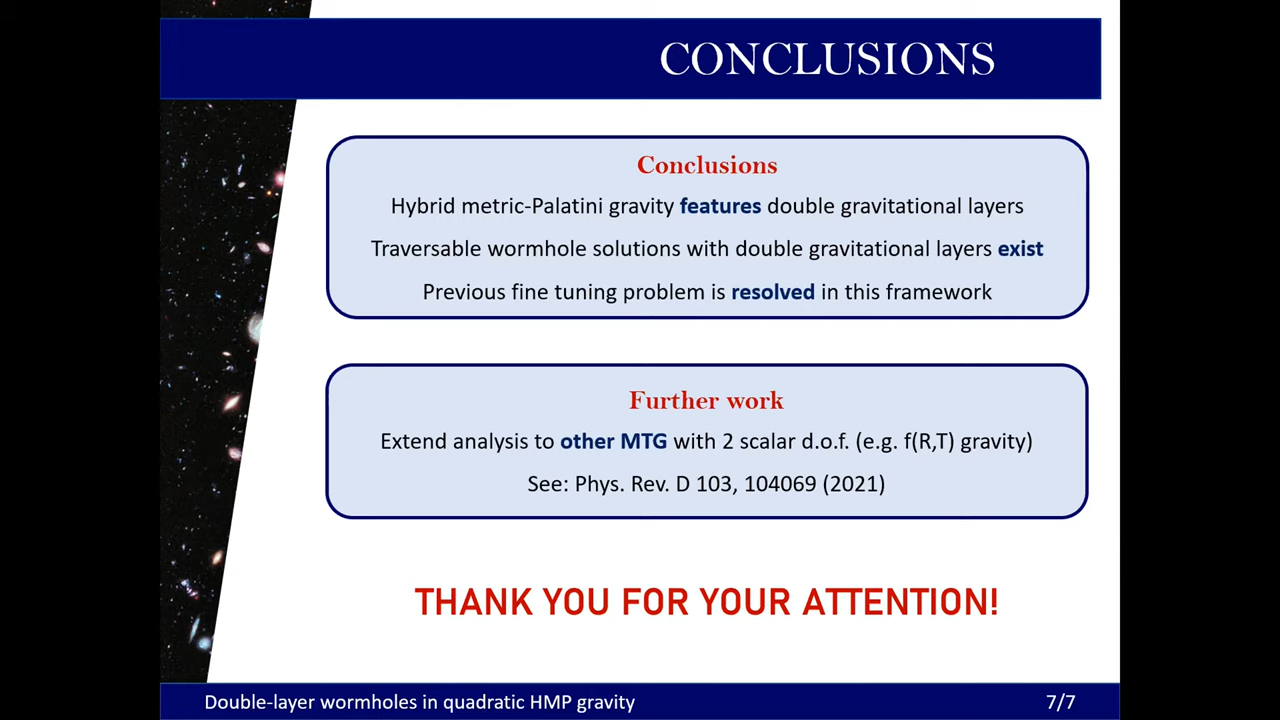 CONCLUSIONS
Conclusions
Hybrid metric-Palatini gravity features double gravitational layers
Traversable wormhole solutions with double gravitational layers exist
Previous fine tuning problem is resolved in this framework
Further work
Extend analysis to other MTG with 2 scalar d.o.f. (e.g. f(R,T) gravity)
See: Phys. Rev. D 103, 104069 (2021)
THANK YOU FOR YOUR ATTENTION!
Double-layer wormholes in quadratic HMP gravity
7/7